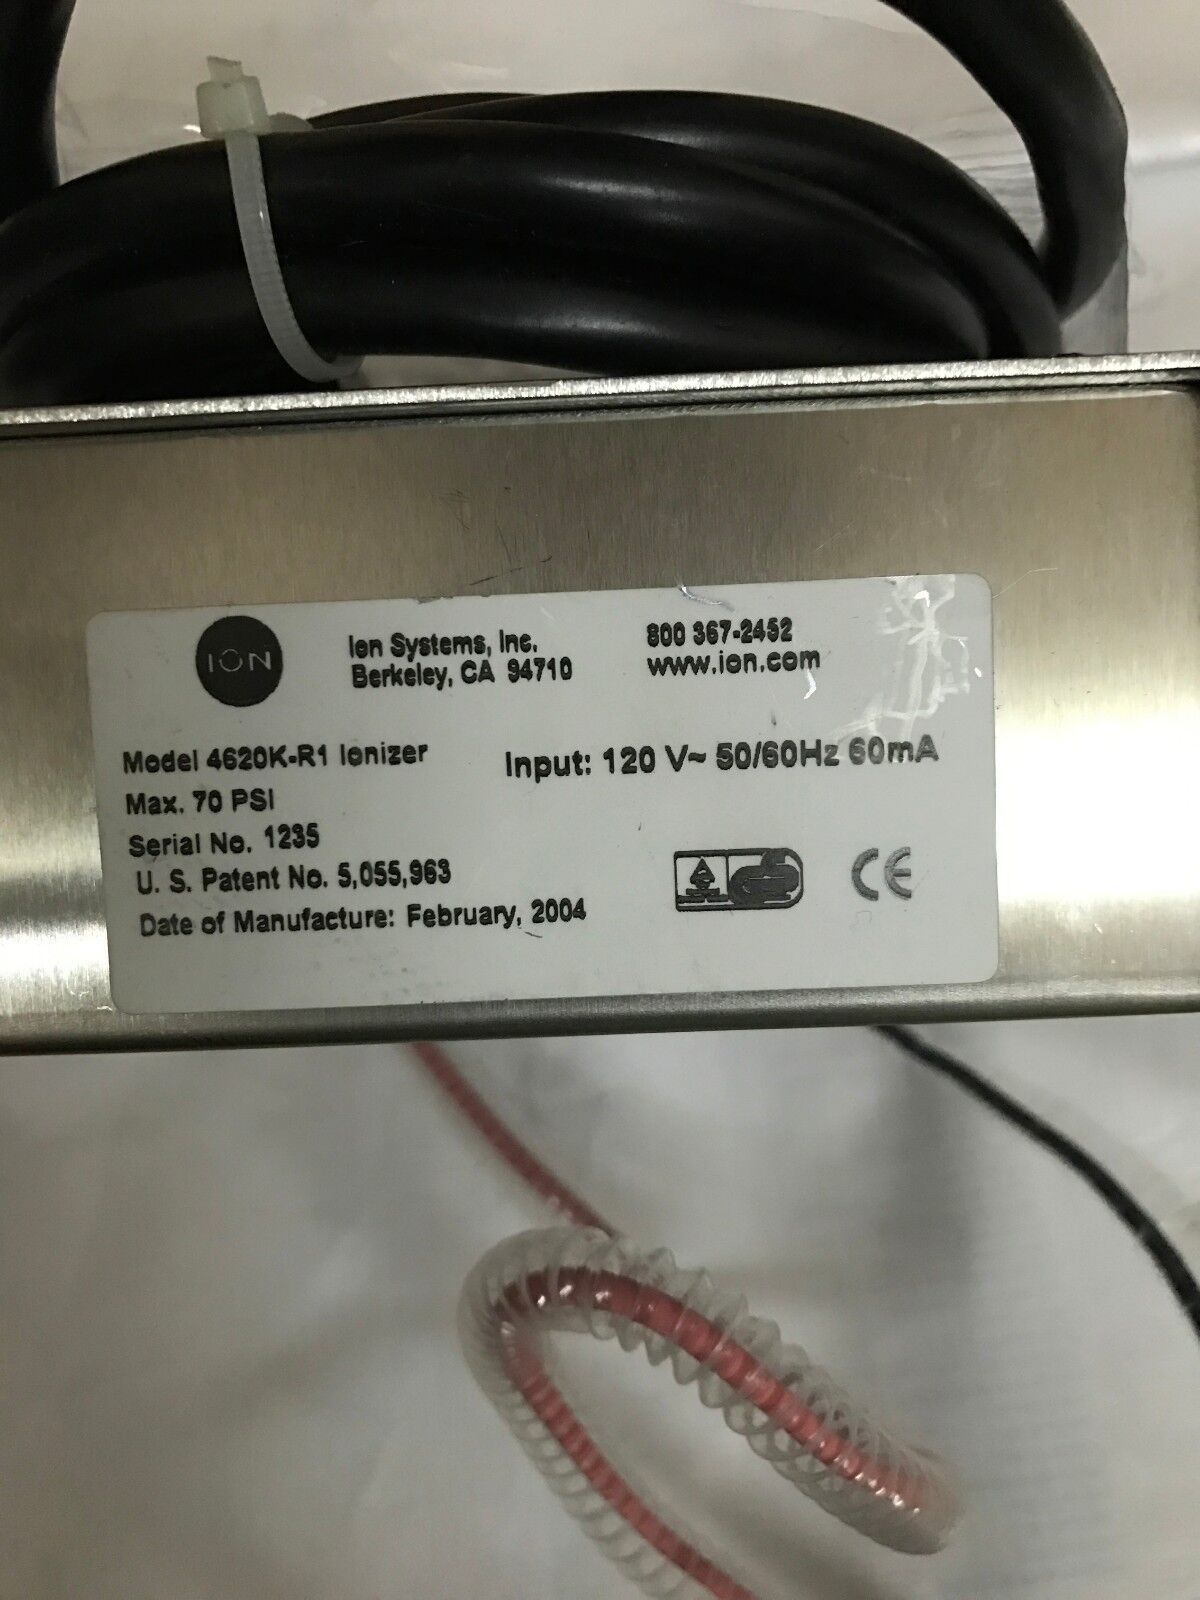 ION
Ion Systems, Inc.
Berkeley, CA 94710
800 367-2452
www.ion.com
Model 4620K-R1 Ionizer
Input: 120 V~ 50/60Hz 60mA
Max. 70 PSI
Serial No. 1235
U. S. Patent No. 5,055,963
Date of Manufacture: February, 2004
CE